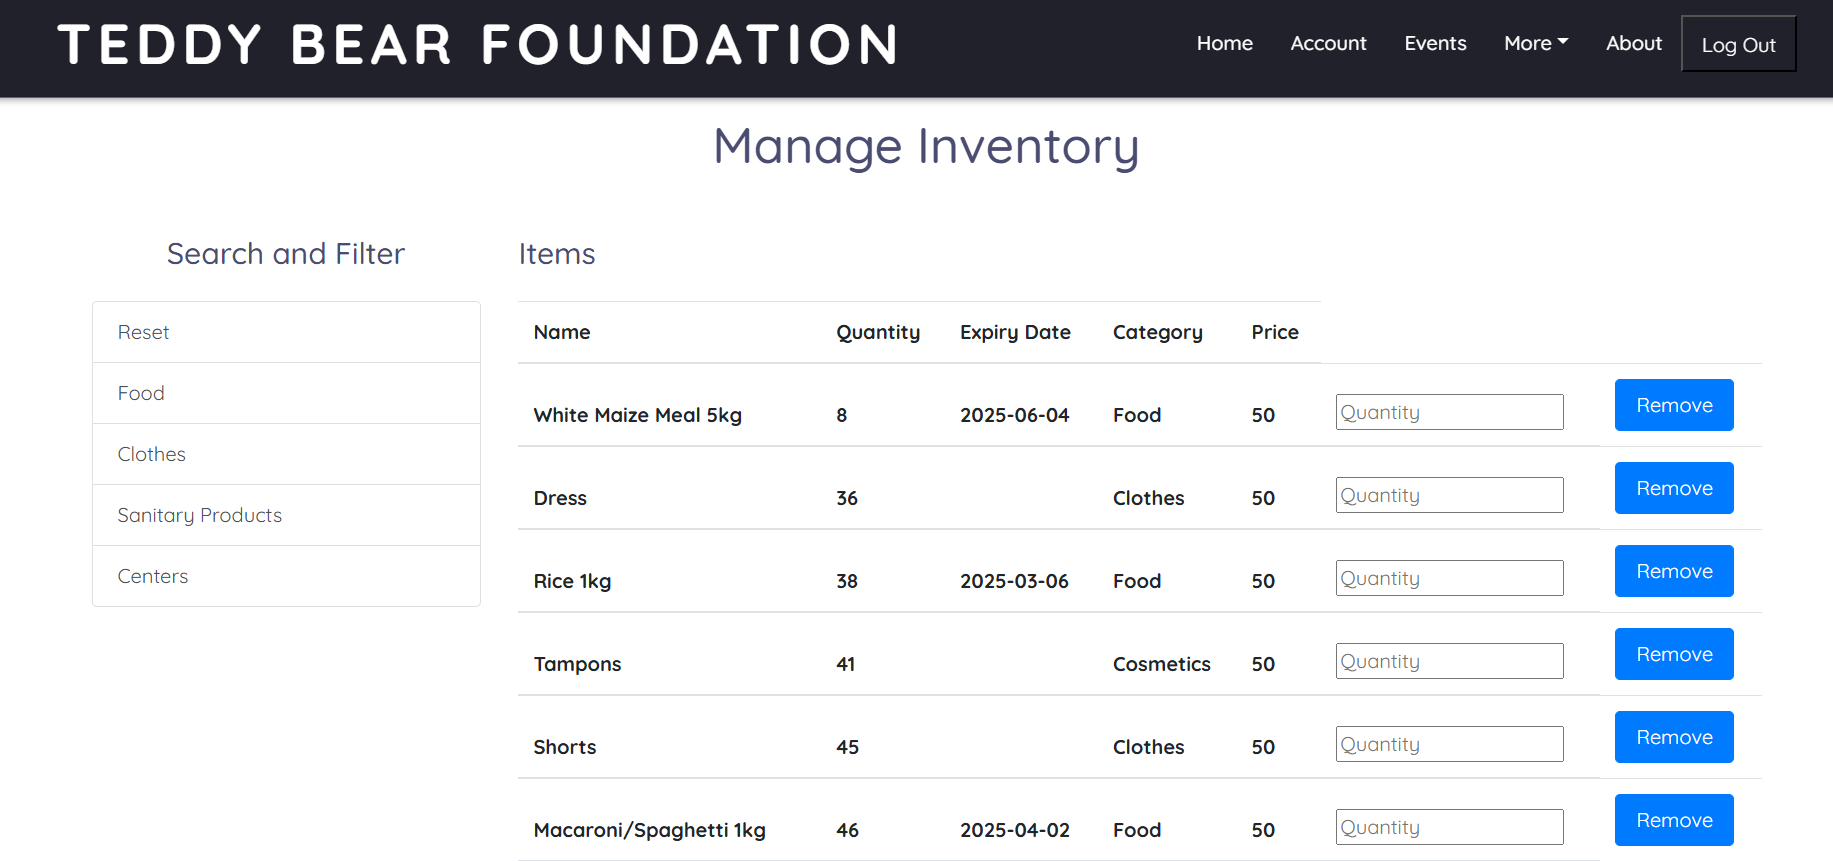 TEDDY BEAR FOUNDATION
Home Account Events More About Log Out
Manage Inventory
Search and Filter
Reset
Food
Clothes
Sanitary Products
Centers
Items
Name Quantity Expiry Date Category Price
White Maize Meal 5kg 8 2025-06-04 Food 50 Quantity Remove
Dress 36 Clothes 50 Quantity Remove
Rice 1kg 38 2025-03-06 Food 50 Quantity Remove
Tampons 41 Cosmetics 50 Quantity Remove
Shorts 45 Clothes 50 Quantity Remove
Macaroni/Spaghetti 1kg 46 2025-04-02 Food 50 Quantity Remove